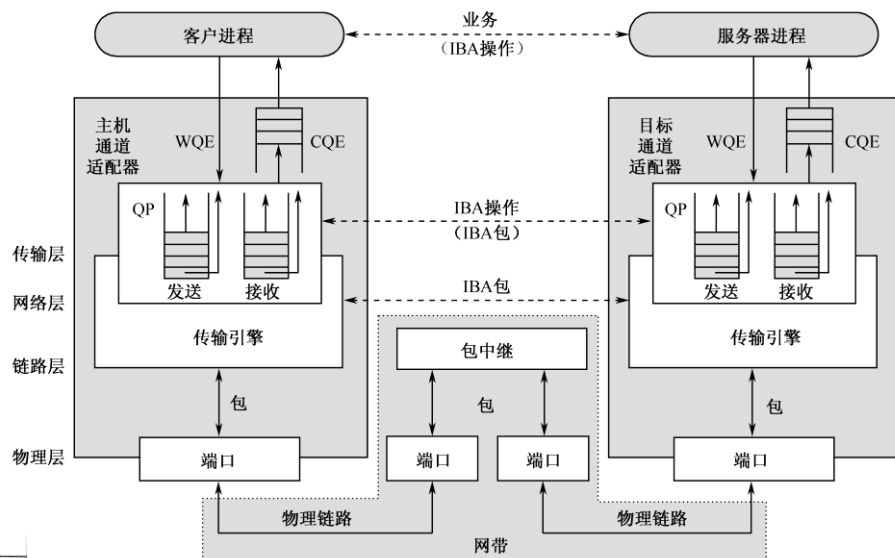 客户进程
业务
（IBA操作）
服务器进程
主机
通道
适配器
WQE
CQE
目标
通道
适配器
WQE
CQE
QP
IBA操作
（IBA包）
QP
传输层
发送
接收
IBA包
发送
接收
网络层
传输引擎
包中继
传输引擎
链路层
包
包
包
物理层
端口
端口
端口
端口
物理链路
物理链路
网带